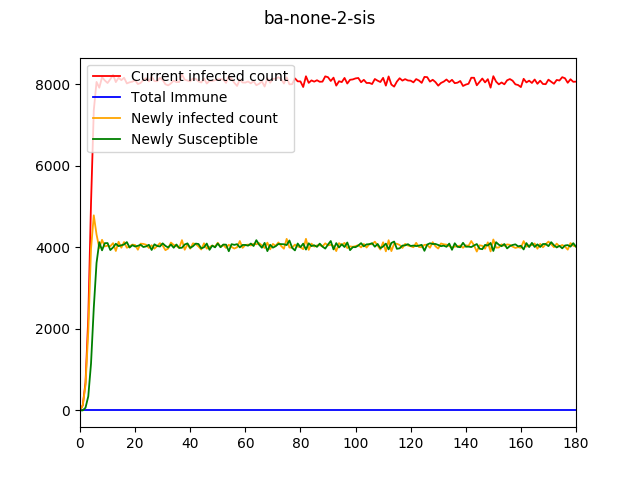 ba-none-2-sis
Current infected count
Total Immune
Newly infected count
Newly Susceptible
8000
6000
4000
2000
0
0 20 40 60 80 100 120 140 160 180